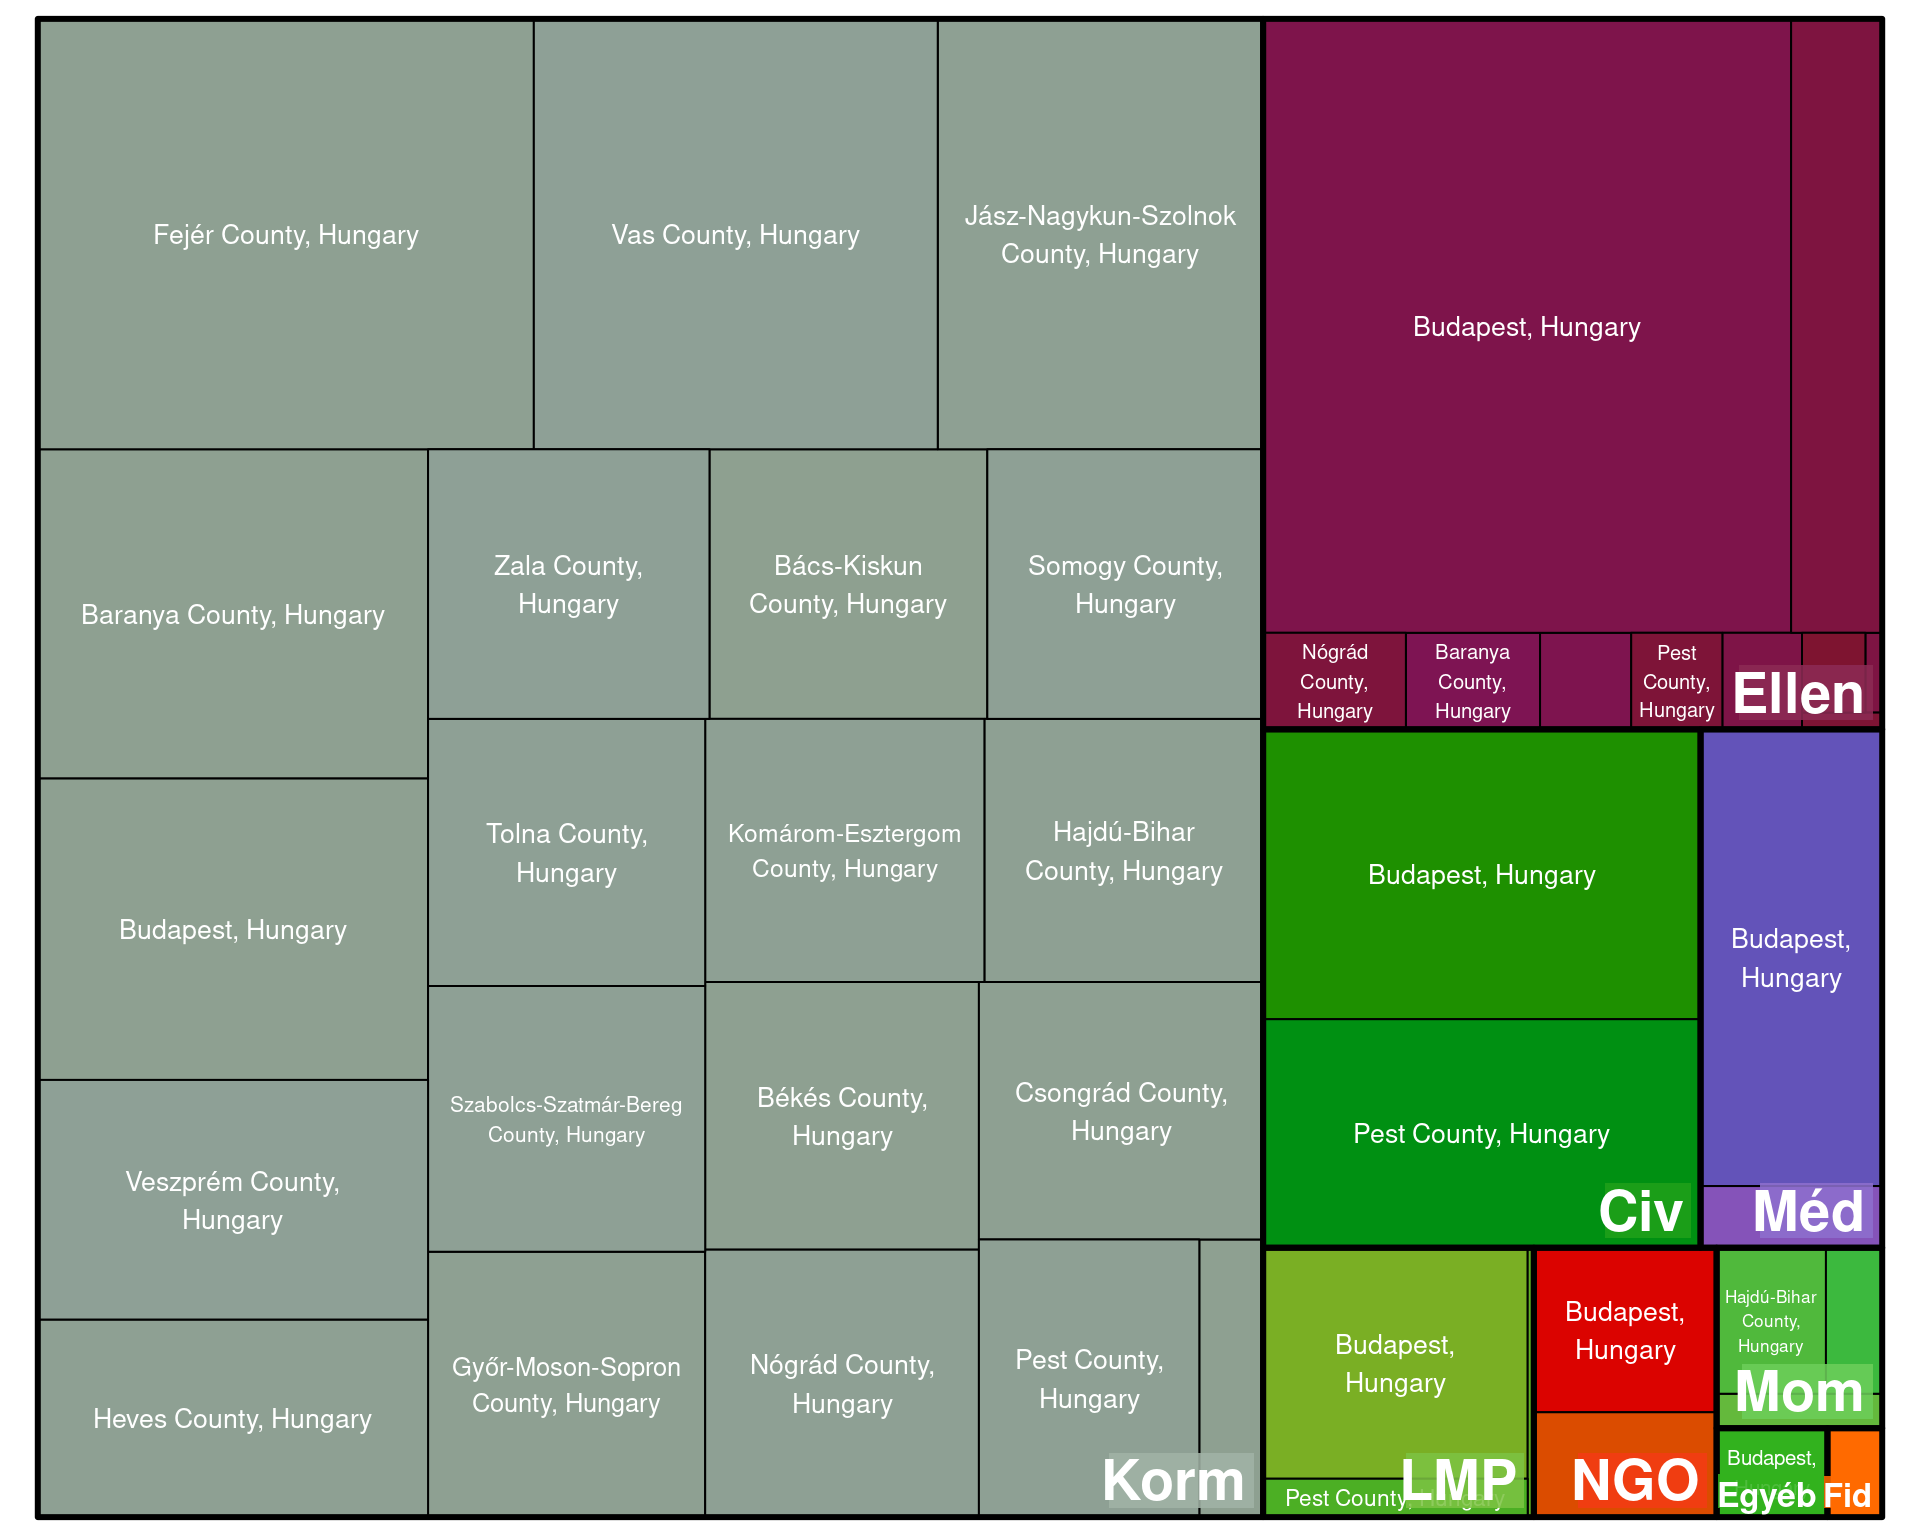 Fejér County, Hungary
Vas County, Hungary
Jász-Nagykun-Szolnok
County, Hungary
Baranya County, Hungary
Zala County,
Hungary
Bács-Kiskun
County, Hungary
Somogy County,
Hungary
Budapest, Hungary
Tolna County,
Hungary
Komárom-Esztergom
County, Hungary
Hajdú-Bihar
County, Hungary
Veszprém County,
Hungary
Szabolcs-Szatmár-Bereg
County, Hungary
Békés County,
Hungary
Csongrád County,
Hungary
Heves County, Hungary
Győr-Moson-Sopron
County, Hungary
Nógrád County,
Hungary
Pest County,
Hungary
Korm
Budapest, Hungary
Nógrád
County,
Hungary
Baranya
County,
Hungary
Pest
County,
Hungary
Ellen
Budapest, Hungary
Pest County, Hungary
Civ
Budapest,
Hungary
Méd
Budapest,
Hungary
Pest County, Hungary
LMP
Budapest,
Hungary
NGO
Hajdú-Bihar
County,
Hungary
Mom
Budapest,
Egyéb
Fid